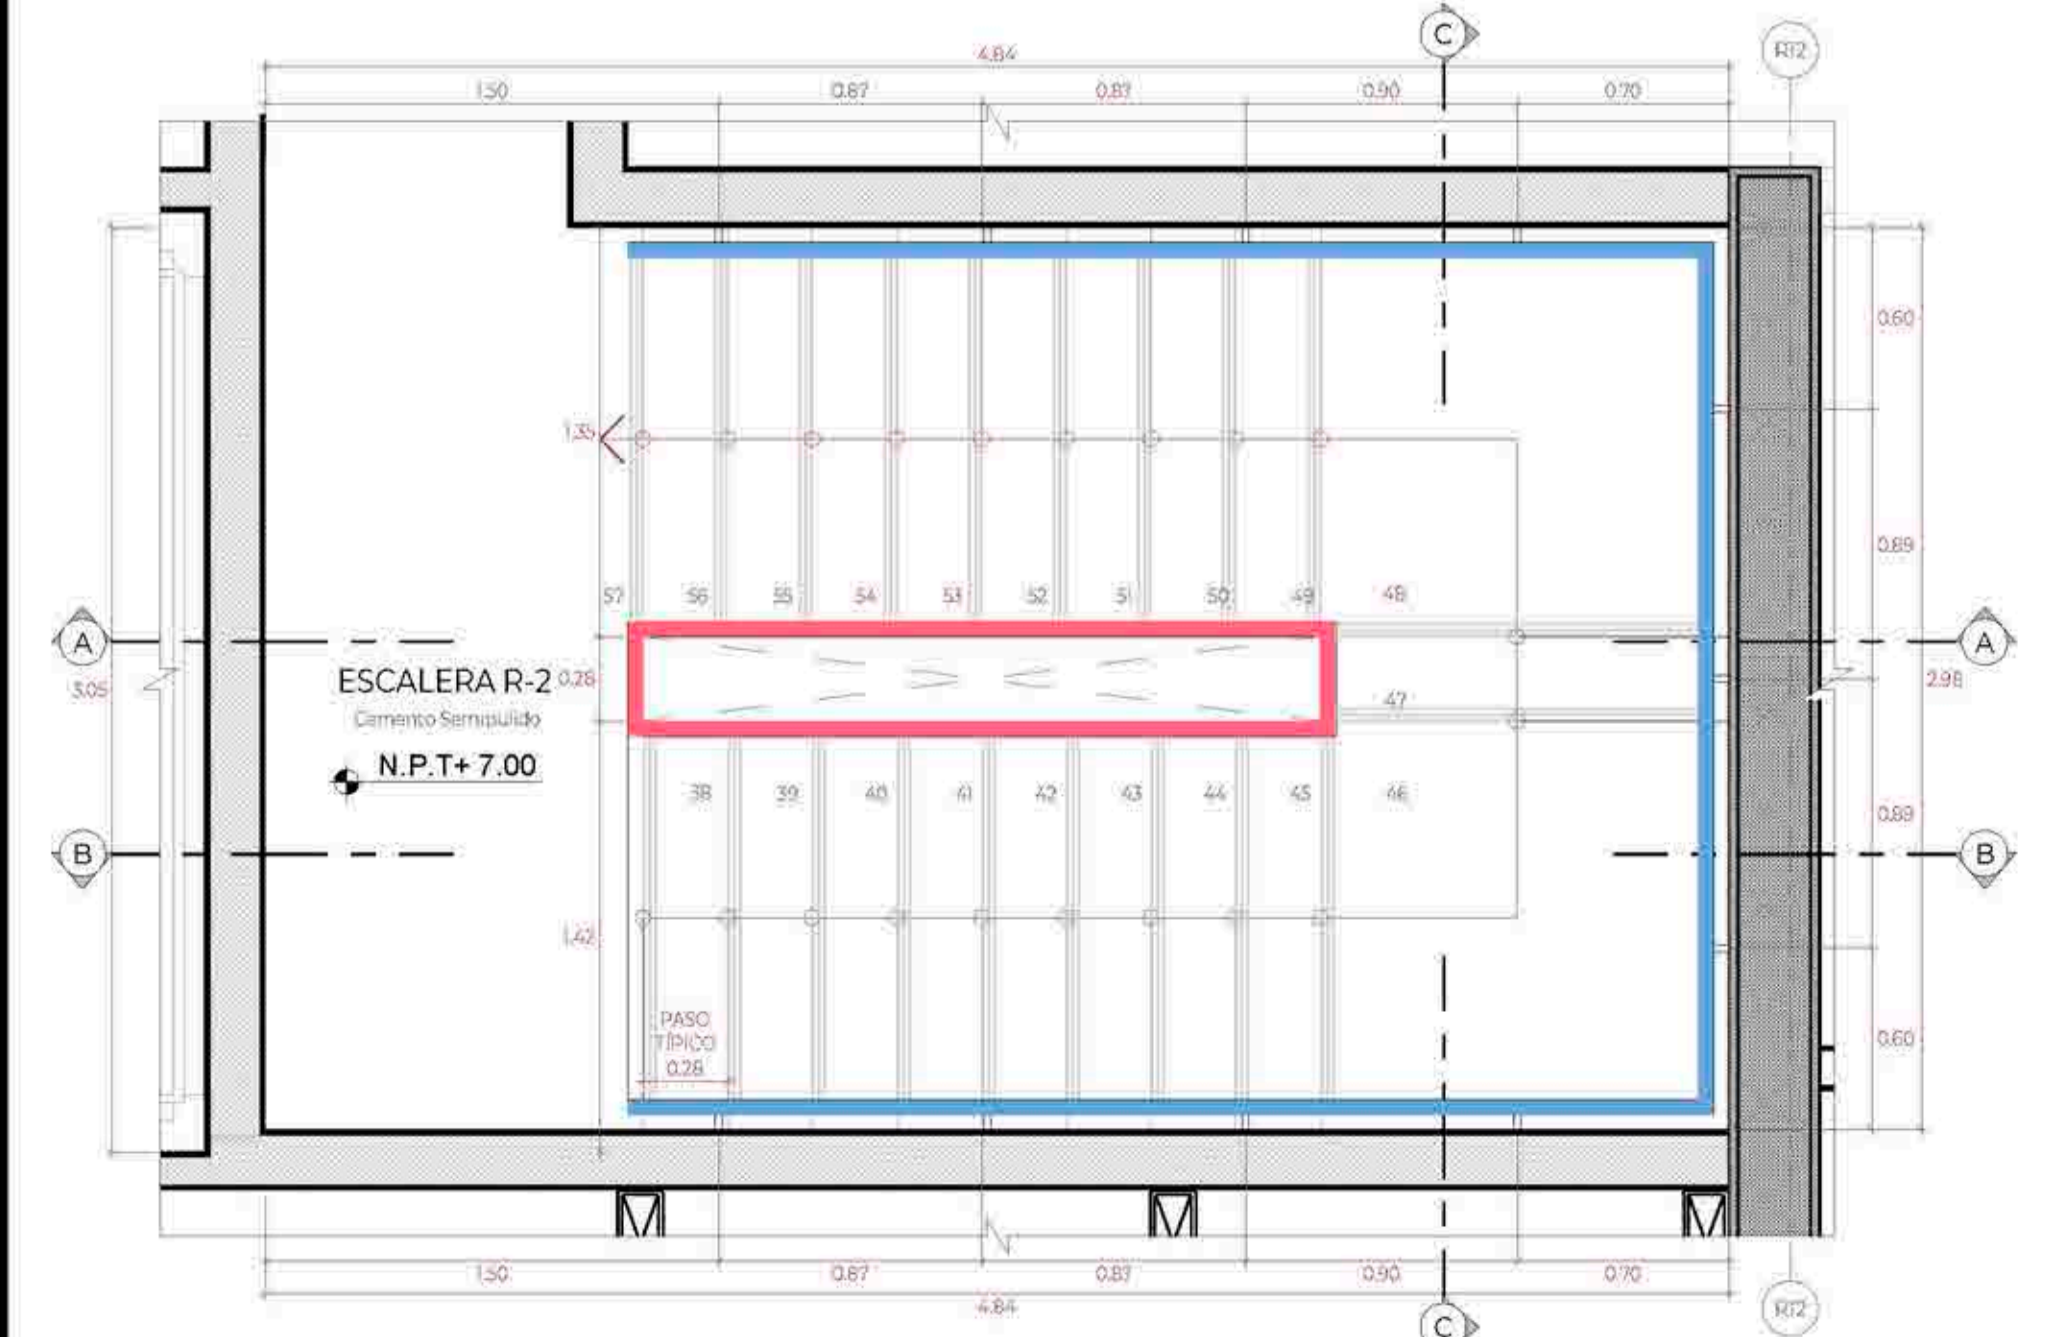 C
R12
4.84
1.50 0.87 0.87 0.90 0.70
0.60
1.35
0.89
57 56 55 54 53 52 51 50 49 48
A A
ESCALERA R-2 0.28
3.05 2.98
Cemento Semipulido
47
N.P.T+ 7.00
38 39 40 41 42 43 44 45 46
0.89
B B
1.42
PASO
TÍPICO
0.28
0.60
1.50 0.87 0.87 0.90 0.70
4.84
R12
C